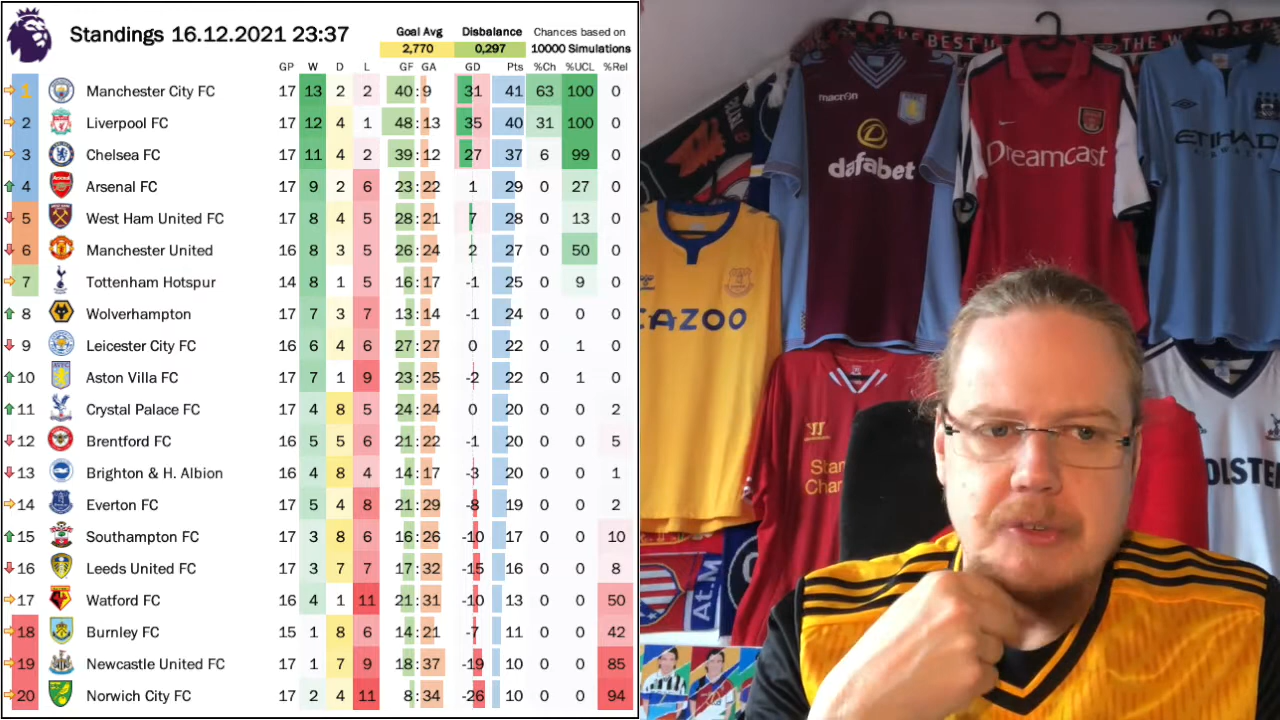 Standings 16.12.2021 23:37
Goal Avg Disbalance Chances based on
2,770 0,297 10000 Simulations
GP W D L GF GA GD Pts %Ch %UCL %Rel
1 Manchester City FC 17 13 2 2 40:9 31 41 63 100 0
2 Liverpool FC 17 12 4 1 48:13 35 40 31 100 0
3 Chelsea FC 17 11 4 2 39:12 27 37 6 99 0
4 Arsenal FC 17 9 2 6 23:22 1 29 0 27 0
5 West Ham United FC 17 8 4 5 28:21 7 28 0 13 0
6 Manchester United 16 8 3 5 26:24 2 27 0 50 0
7 Tottenham Hotspur 14 8 1 5 16:17 -1 25 0 9 0
8 Wolverhampton 17 7 3 7 13:14 -1 24 0 0 0
9 Leicester City FC 16 6 4 6 27:27 0 22 0 1 0
10 Aston Villa FC 17 7 1 9 23:25 -2 22 0 1 0
11 Crystal Palace FC 17 4 8 5 24:24 0 20 0 0 2
12 Brentford FC 16 5 5 6 21:22 -1 20 0 0 5
13 Brighton & H. Albion 16 4 8 4 14:17 -3 20 0 0 1
14 Everton FC 17 5 4 8 21:29 -8 19 0 0 2
15 Southampton FC 17 3 8 6 16:26 -10 17 0 0 10
16 Leeds United FC 17 3 7 7 17:32 -15 16 0 0 8
17 Watford FC 16 4 1 11 21:31 -10 13 0 0 50
18 Burnley FC 15 1 8 6 14:21 -7 11 0 0 42
19 Newcastle United FC 17 1 7 9 18:37 -19 10 0 0 85
20 Norwich City FC 17 2 4 11 8:34 -26 10 0 0 94
macron
dafabet
Dreamcast
ETIHAD
AIRWAYS
CAZOO
Stan
Char
OLSTE
At.M